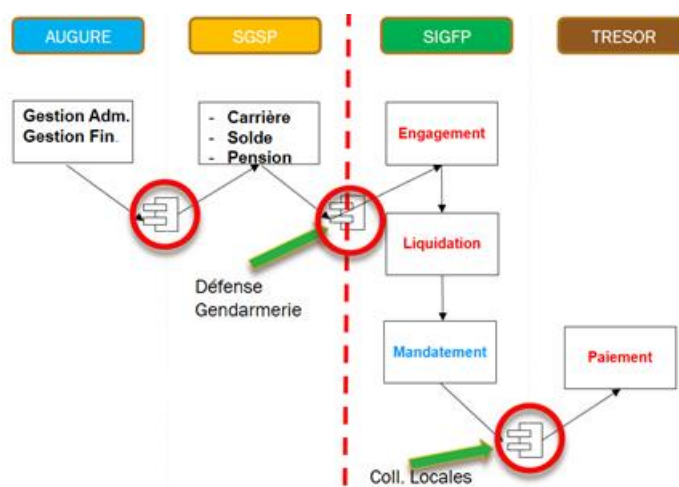 AUGURE
SGSP
SIGFP
TRESOR
Gestion Adm.
Gestion Fin.
- Carrière
- Solde
- Pension
Engagement
Liquidation
Défense
Gendarmerie
Mandatement
Paiement
Coll. Locales